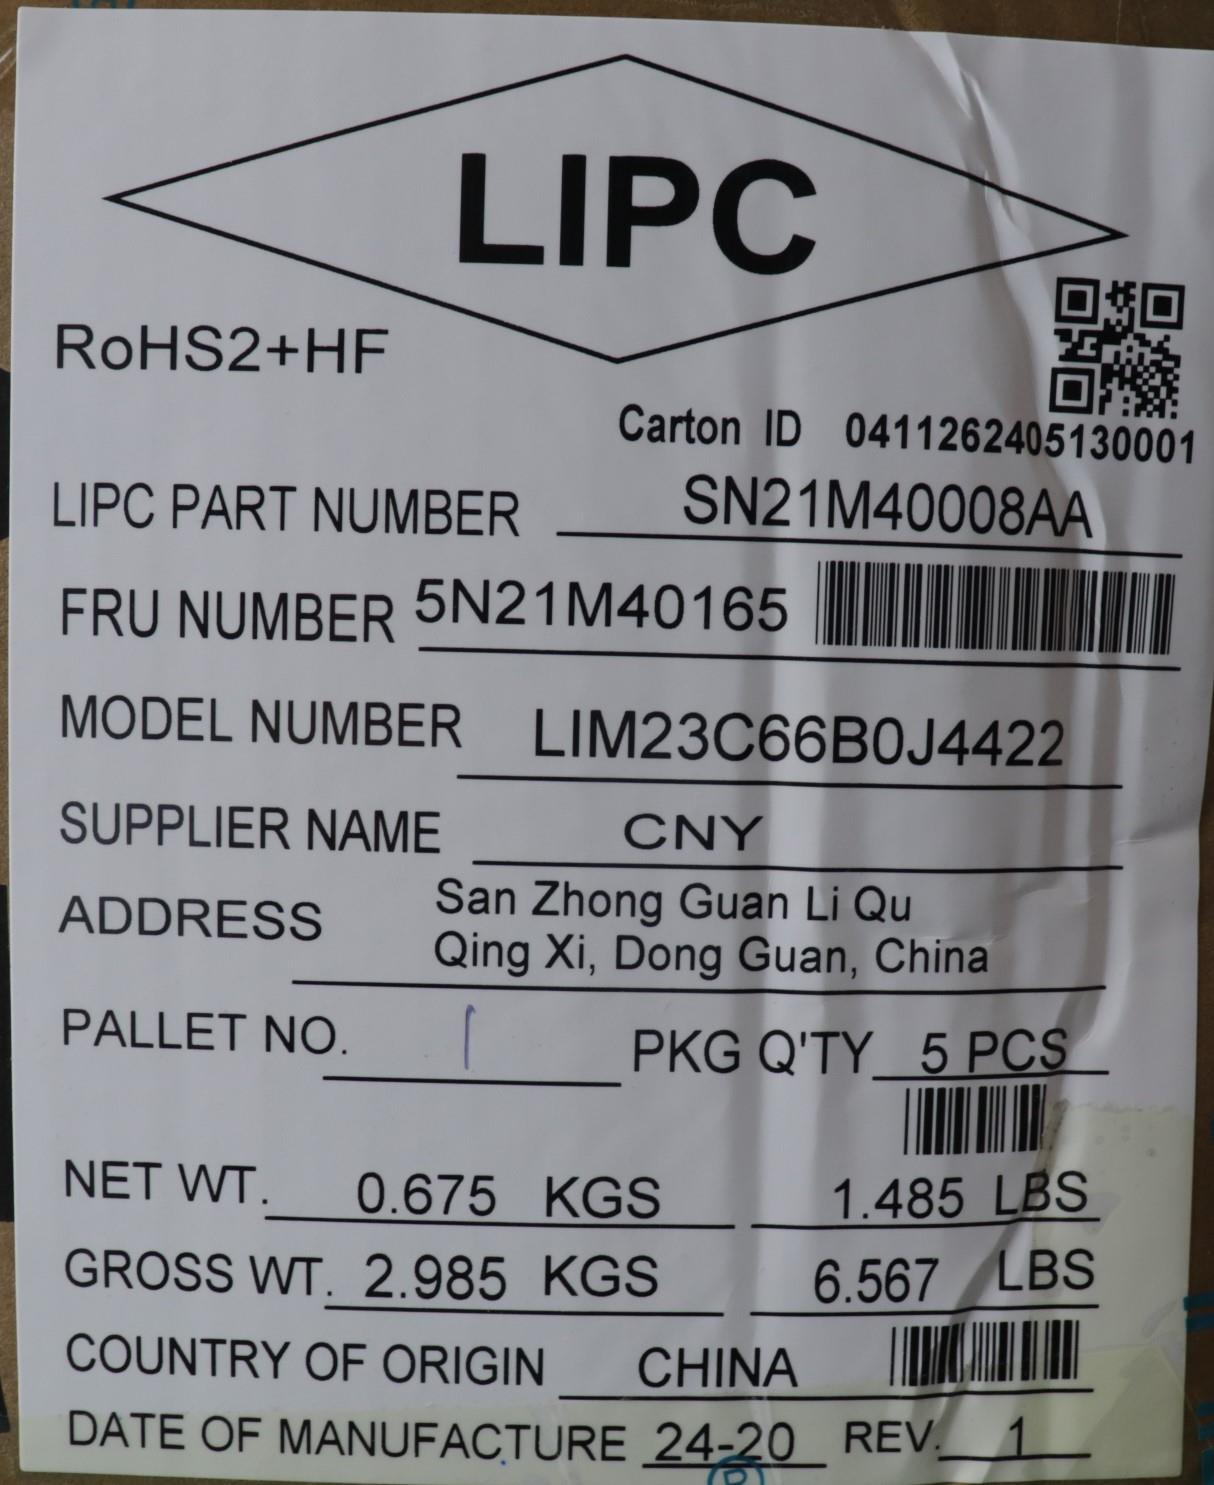 LIPC
RoHS2+HF
Carton ID 0411262405130001
LIPC PART NUMBER SN21M40008AA
FRU NUMBER 5N21M40165
MODEL NUMBER LIM23C66B0J4422
SUPPLIER NAME CNY
ADDRESS San Zhong Guan Li Qu
Qing Xi, Dong Guan, China
PALLET NO. 1 PKG Q'TY 5 PCS
NET WT. 0.675 KGS 1.485 LBS
GROSS WT. 2.985 KGS 6.567 LBS
COUNTRY OF ORIGIN CHINA
DATE OF MANUFACTURE 24-20 REV. 1